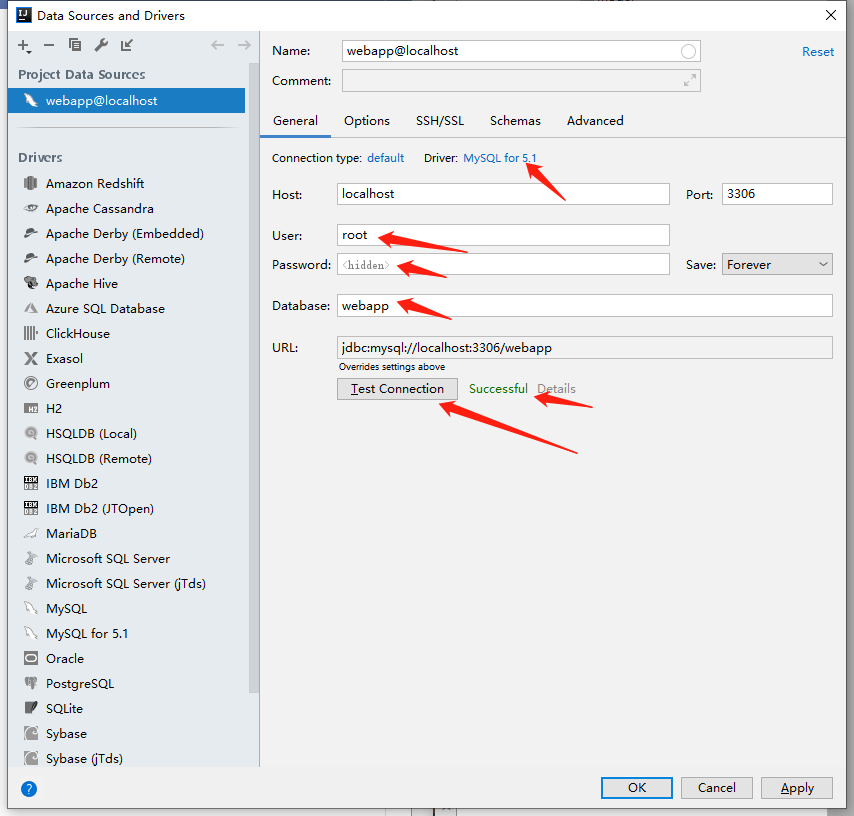 Data Sources and Drivers
Name: webapp@localhost Reset
Comment:
Project Data Sources
webapp@localhost
General Options SSH/SSL Schemas Advanced
Connection type: default Driver: MySQL for 5.1
Host: localhost Port: 3306
User: root
Password: <hidden> Save: Forever
Database: webapp
URL: jdbc:mysql://localhost:3306/webapp
Overrides settings above
Test Connection Successful Details
Drivers
Amazon Redshift
Apache Cassandra
Apache Derby (Embedded)
Apache Derby (Remote)
Apache Hive
Azure SQL Database
ClickHouse
Exasol
Greenplum
H2
HSQLDB (Local)
HSQLDB (Remote)
IBM Db2
IBM Db2 (JTOpen)
MariaDB
Microsoft SQL Server
Microsoft SQL Server (jTds)
MySQL
MySQL for 5.1
Oracle
PostgreSQL
SQLite
Sybase
Sybase (jTds)
OK Cancel Apply